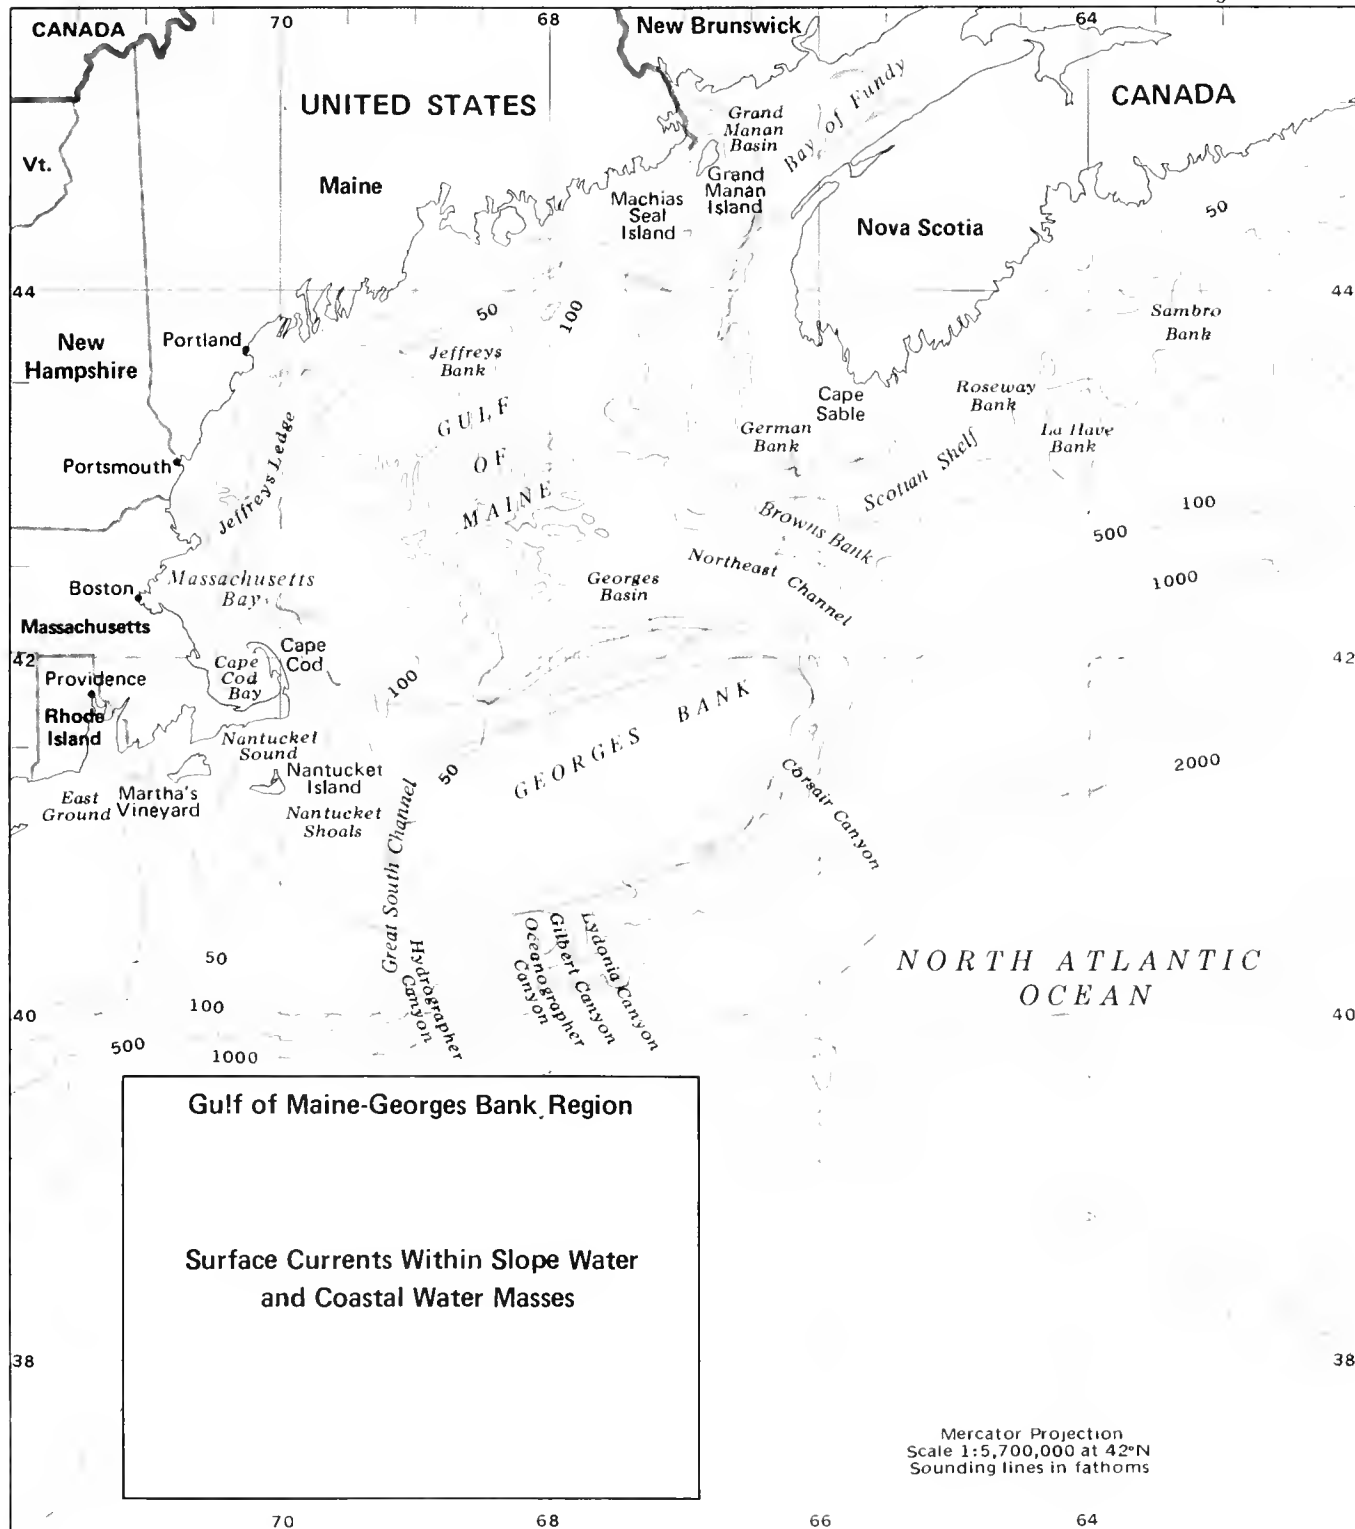 70
68
64
CANADA
New Brunswick
UNITED STATES
CANADA
Vt.
Maine
Grand
Manan
Basin
Bay of Fundy
Grand
Manan
Island
Machias
Seal
Island
Nova Scotia
50
44
44
50
100
Sambro
Bank
New
Hampshire
Portland
Jeffreys
Bank
Cape
Sable
Roseway
Bank
La Have
Bank
German
Bank
GULF
OF
MAINE
Jeffreys Ledge
Portsmouth
Scotian Shelf
Browns Bank
100
500
1000
Northeast Channel
Georges
Basin
Boston
Massachusetts
Bay
Massachusetts
Cape
Cod
Cape
Cod
Bay
42
42
Providence
Rhode
Island
100
GEORGES BANK
Nantucket
Sound
Nantucket
Island
Nantucket
Shoals
50
2000
Corsair Canyon
East
Ground
Martha's
Vineyard
Great South Channel
Hydrographer
Canyon
Oceanographer
Canyon
Gilbert Canyon
Lydonia Canyon
NORTH ATLANTIC
OCEAN
50
100
500
1000
40
40
Gulf of Maine-Georges Bank Region
Surface Currents Within Slope Water
and Coastal Water Masses
38
38
Mercator Projection
Scale 1:5,700,000 at 42°N
Sounding lines in fathoms
70
68
66
64